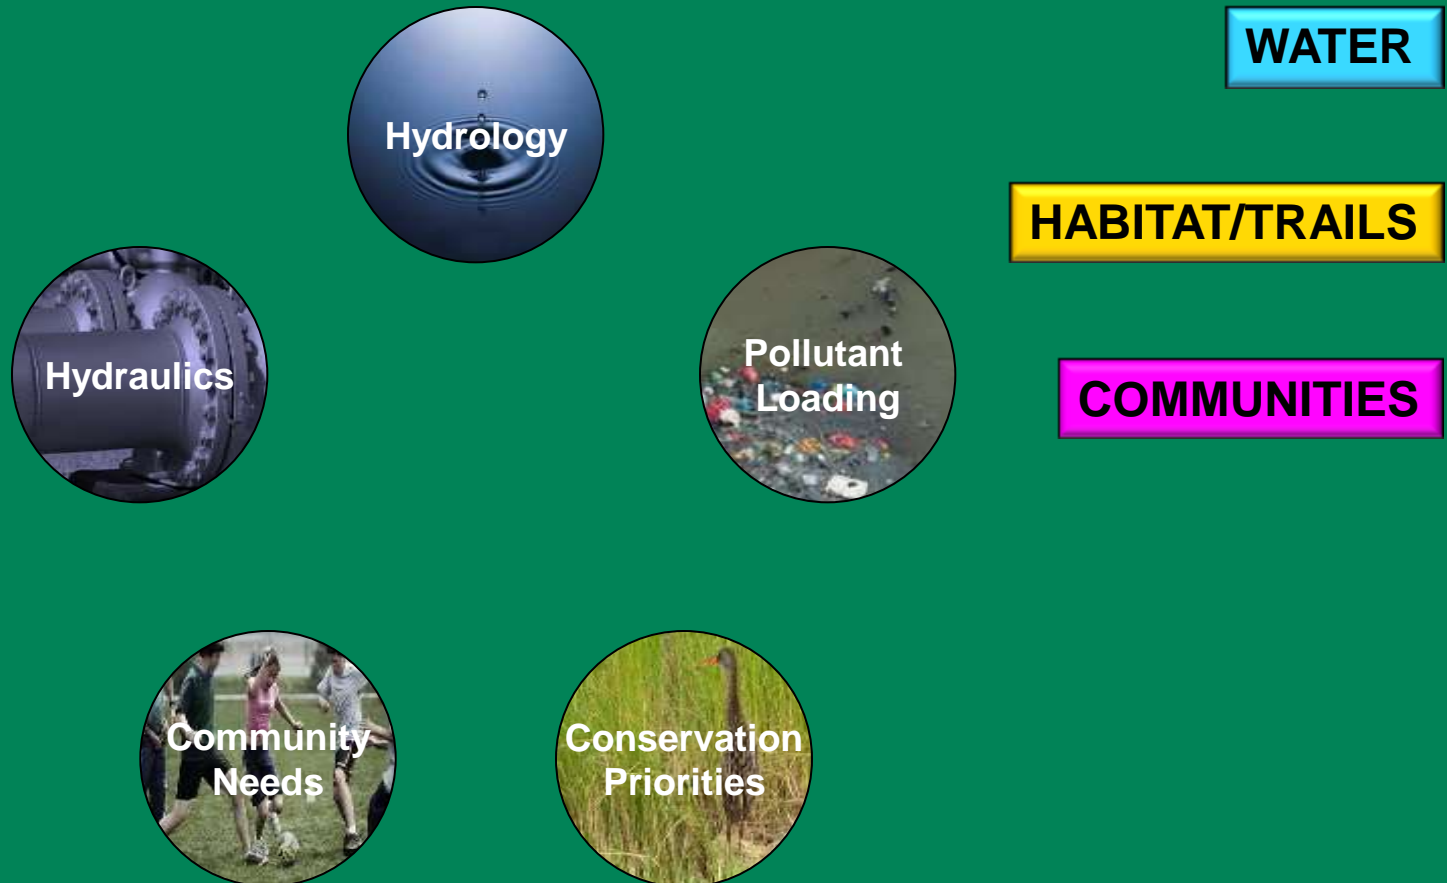 WATER
Hydrology
HABITAT/TRAILS
Hydraulics
Pollutant
Loading
COMMUNITIES
Community
Needs
Conservation
Priorities